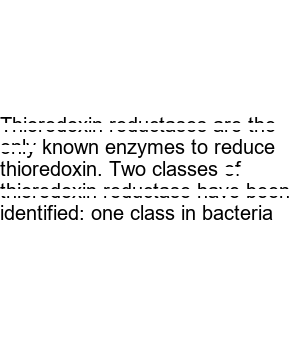 Thioredoxin reductases are the
only known enzymes to reduce
thioredoxin. Two classes of
thioredoxin reductase have been
identified: one class in bacteria